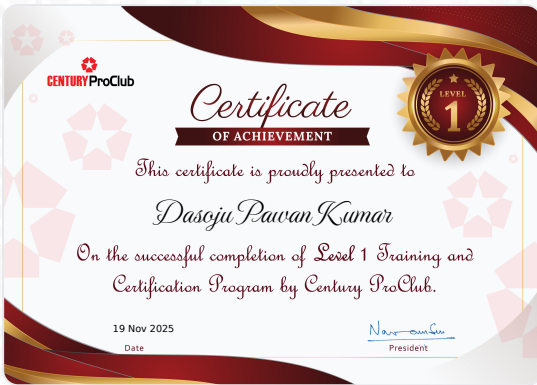 CENTURY ProClub
Certificate
OF ACHIEVEMENT
LEVEL
1
This certificate is proudly presented to
Dasoju Pawan Kumar
On the successful completion of Level 1 Training and
Certification Program by Century ProClub.
19 Nov 2025
Date
President